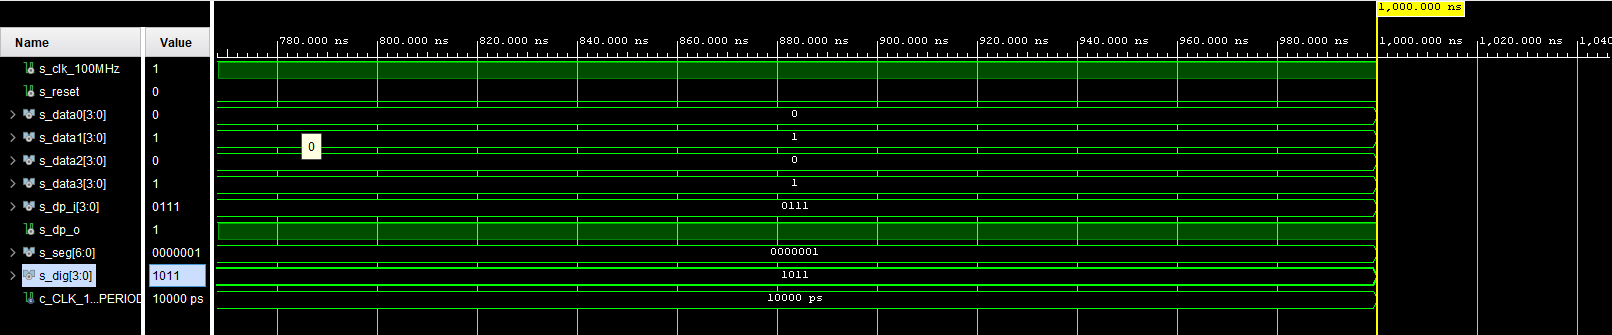 1,000.000 ns
Name Value
780.000 ns 800.000 ns 820.000 ns 840.000 ns 860.000 ns 880.000 ns 900.000 ns 920.000 ns 940.000 ns 960.000 ns 980.000 ns 1,000.000 ns 1,020.000 ns 1,040
s_clk_100MHz 1
s_reset 0
s_data0[3:0] 0 0
s_data1[3:0] 1 1
0
s_data2[3:0] 0 0
s_data3[3:0] 1 1
s_dp_i[3:0] 0111 0111
s_dp_o 1
s_seg[6:0] 0000001 0000001
s_dig[3:0] 1011 1011
c_CLK_1...PERIOD 10000 ps 10000 ps